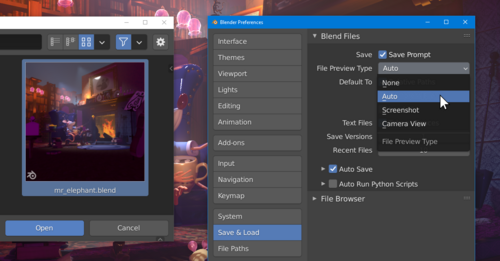 mr_elephant.blend
Open
Cancel
Blender Preferences
Interface
Themes
Viewport
Lights
Editing
Animation
Add-ons
Input
Navigation
Keymap
System
Save & Load
File Paths
Blend Files
Save
Save Prompt
File Preview Type
Auto
Default To
None
Auto
Screenshot
Camera View
File Preview Type
Text Files
Save Versions
Recent Files
Auto Save
Auto Run Python Scripts
File Browser